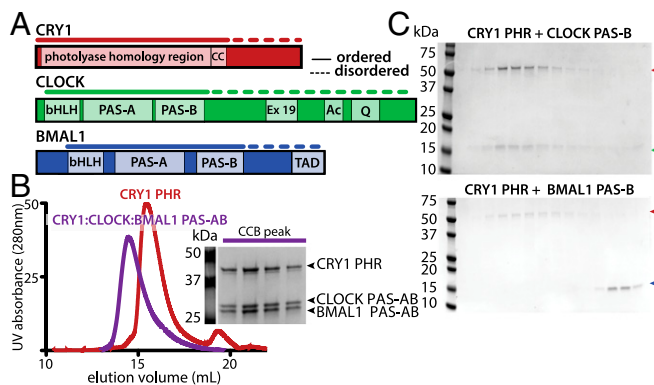 A
CRY1
photolyase homology region CC
ordered
disordered
CLOCK
bHLH PAS-A PAS-B Ex 19 Ac Q
BMAL1
bHLH PAS-A PAS-B TAD
B
CRY1 PHR
CRY1:CLOCK:BMAL1 PAS-AB
UV absorbance (280nm)
50
25
10 15 20
elution volume (mL)
kDa CCB peak
50
37
25
CRY1 PHR
CLOCK PAS-AB
BMAL1 PAS-AB
C
kDa CRY1 PHR + CLOCK PAS-B
75
50
37
25
20
15
10
CRY1 PHR + BMAL1 PAS-B
75
50
37
25
20
15
10